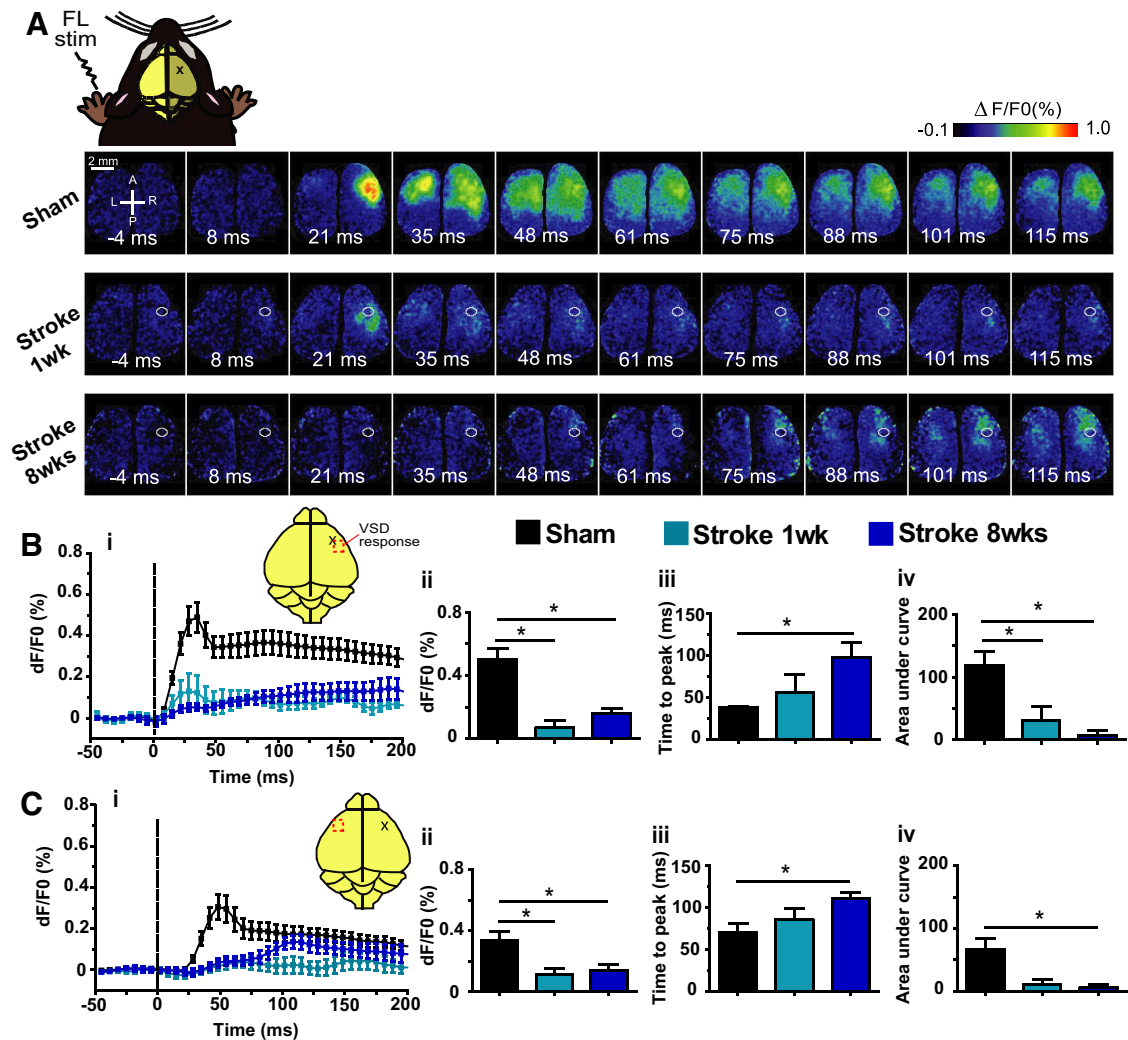 A
FL
stim
x
Δ F/F0(%)
-0.1 1.0
2 mm
A
L R
P
Sham
-4 ms 8 ms 21 ms 35 ms 48 ms 61 ms 75 ms 88 ms 101 ms 115 ms
Stroke
1wk
-4 ms 8 ms 21 ms 35 ms 48 ms 61 ms 75 ms 88 ms 101 ms 115 ms
Stroke
8wks
-4 ms 8 ms 21 ms 35 ms 48 ms 61 ms 75 ms 88 ms 101 ms 115 ms
Sham Stroke 1wk Stroke 8wks
B
i
x
VSD
response
dF/F0 (%)
0.8
0.6
0.4
0.2
0
-50 0 50 100 150 200
Time (ms)
ii
dF/F0 (%)
0.8
0.4
0
*
*
iii
Time to peak (ms)
150
100
50
0
*
iv
Area under curve
200
100
0
*
*
C
i
x
dF/F0 (%)
0.8
0.6
0.4
0.2
0
-50 0 50 100 150 200
Time (ms)
ii
dF/F0 (%)
0.8
0.4
0
*
*
iii
Time to peak (ms)
150
100
50
0
*
iv
Area under curve
200
100
0
*